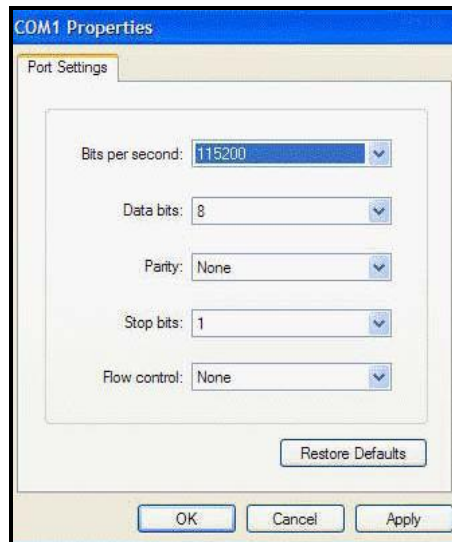 COM1 Properties
Port Settings
Bits per second: 115200
Data bits: 8
Parity: None
Stop bits: 1
Flow control: None
Restore Defaults
OK Cancel Apply